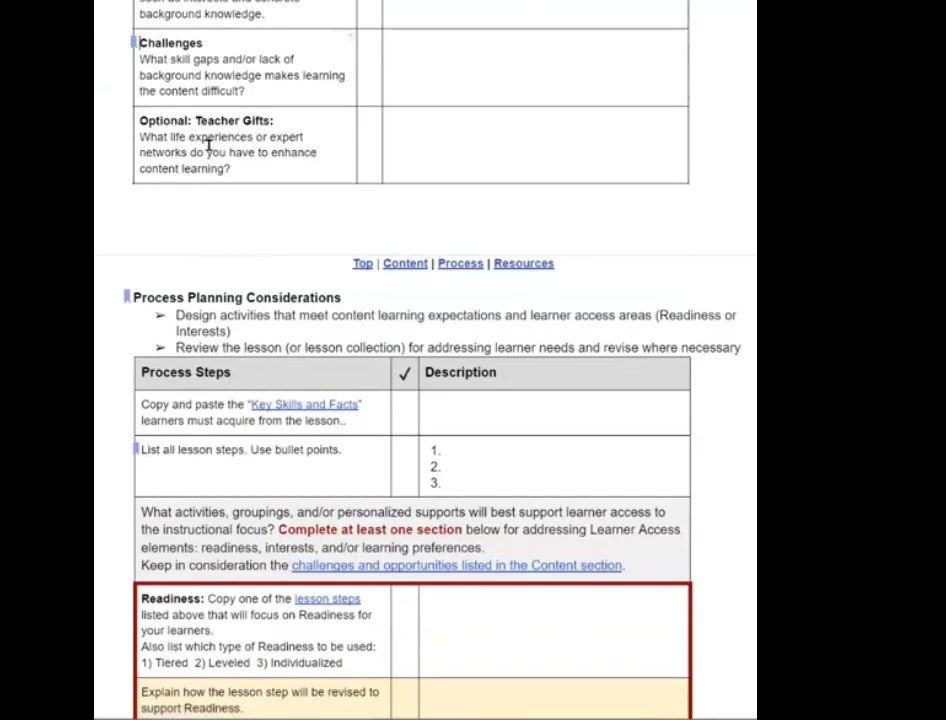 such as interests and concrete
background knowledge.
Challenges
What skill gaps and/or lack of
background knowledge makes learning
the content difficult?
Optional: Teacher Gifts:
What life experiences or expert
networks do you have to enhance
content learning?
Top | Content | Process | Resources
Process Planning Considerations
➢ Design activities that meet content learning expectations and learner access areas (Readiness or
Interests)
➢ Review the lesson (or lesson collection) for addressing learner needs and revise where necessary
Process Steps ✓ Description
Copy and paste the “Key Skills and Facts”
learners must acquire from the lesson..
List all lesson steps. Use bullet points.
1.
2.
3.
What activities, groupings, and/or personalized supports will best support learner access to
the instructional focus? Complete at least one section below for addressing Learner Access
elements: readiness, interests, and/or learning preferences.
Keep in consideration the challenges and opportunities listed in the Content section.
Readiness: Copy one of the lesson steps
listed above that will focus on Readiness for
your learners.
Also list which type of Readiness to be used:
1) Tiered 2) Leveled 3) Individualized
Explain how the lesson step will be revised to
support Readiness.